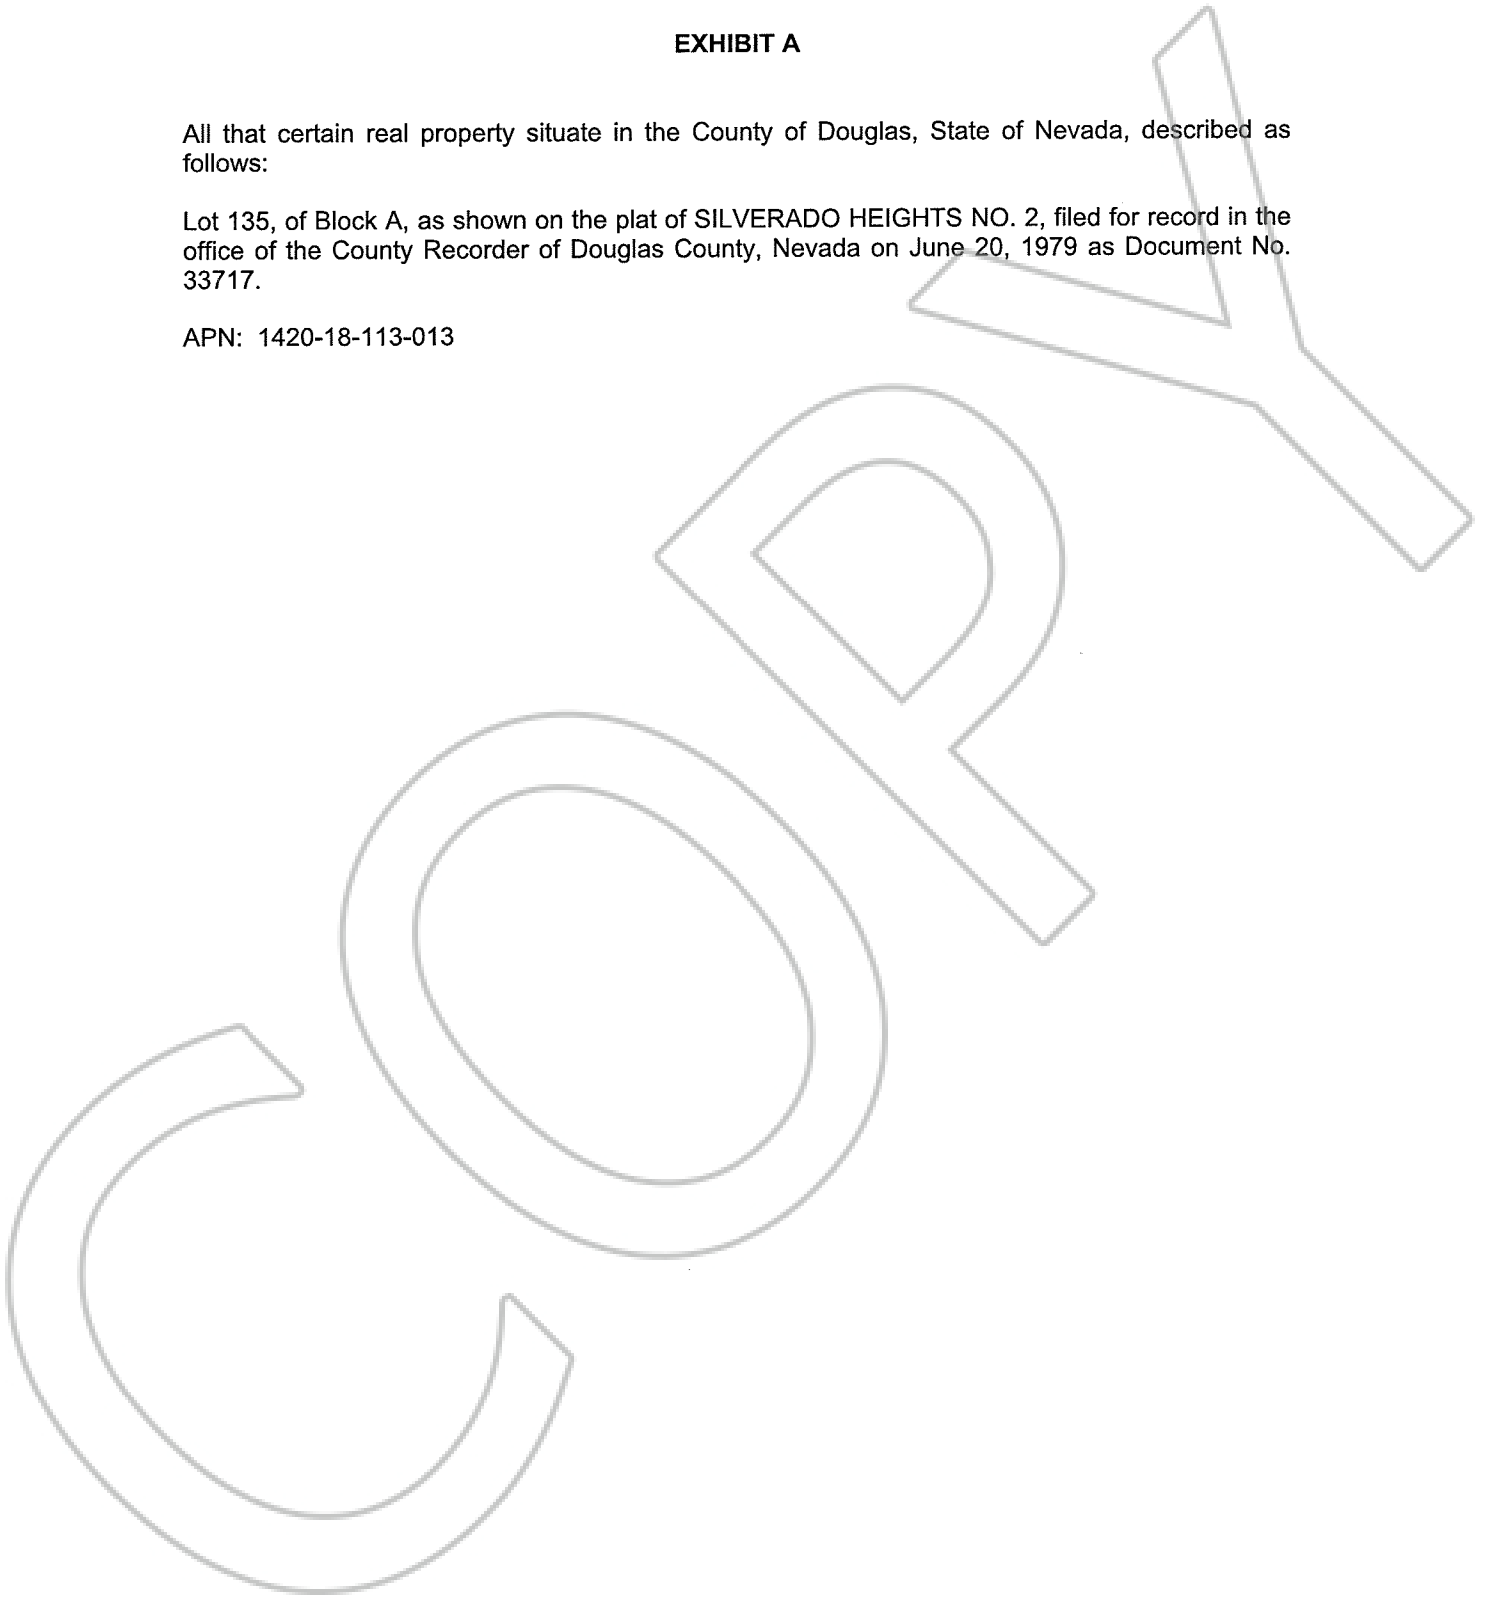 EXHIBIT A
All that certain real property situate in the County of Douglas, State of Nevada, described as
follows:
Lot 135, of Block A, as shown on the plat of SILVERADO HEIGHTS NO. 2, filed for record in the
office of the County Recorder of Douglas County, Nevada on June 20, 1979 as Document No.
33717.
APN: 1420-18-113-013
COPY